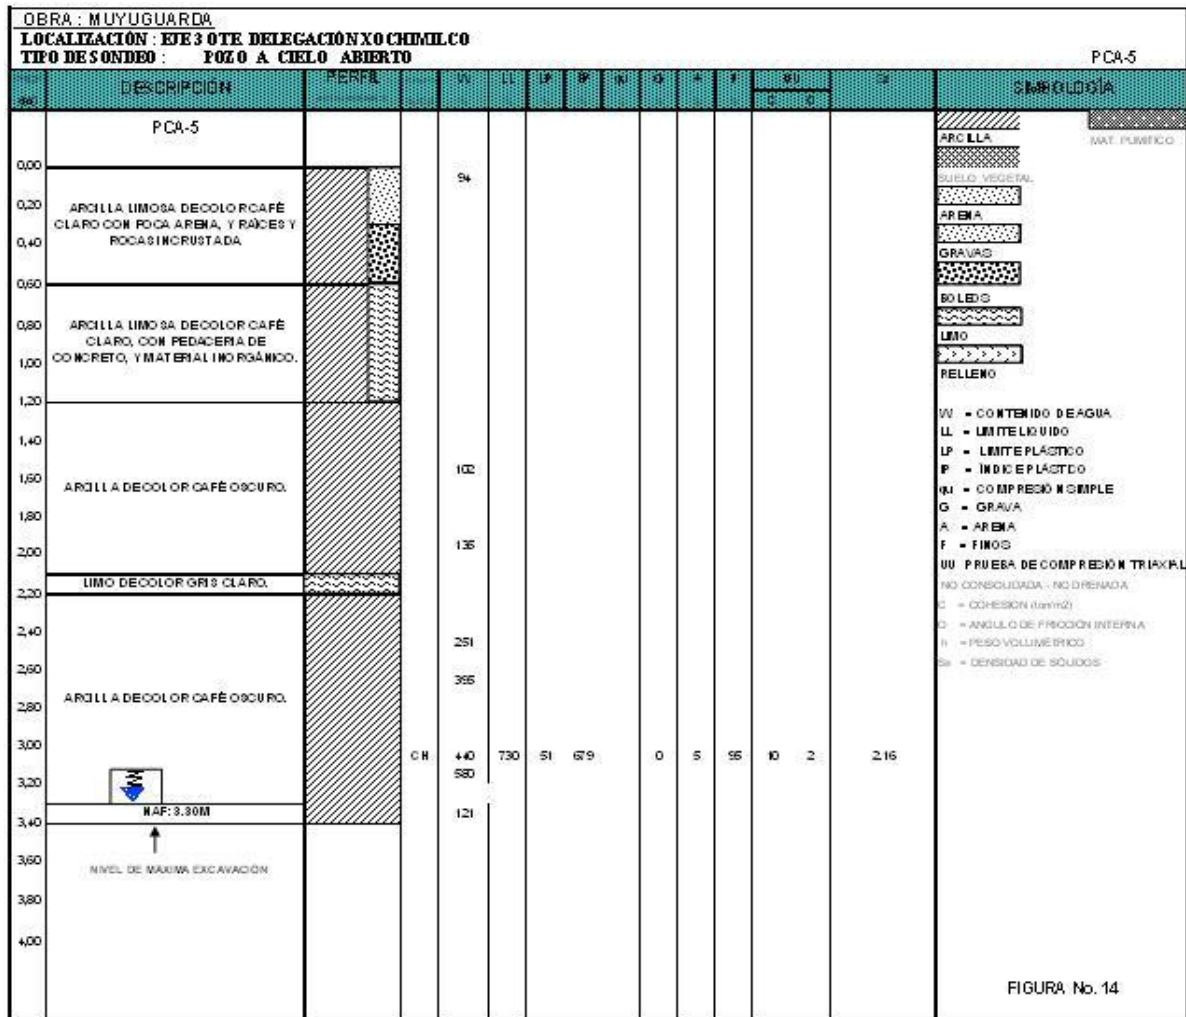 OBRA : MUYUGUARDA
LOCALIZACIÓN : EJE 3 OTE DELEGACIÓN XOCHIMILCO
TIPO DE SONDEO : POZO A CIELO ABIERTO
PCA-5
DESCRIPCIÓN
PERFIL
W LL LP IP qu G A F UU Ss
C O
SIMBOLOGÍA
PCA-5
0,00
94
0,20
ARCILLA LIMOSA DE COLOR CAFÉ
CLARO CON POCA ARENA, Y RAÍCES Y
ROCAS INCRUSTADA
0,40
0,60
0,80
ARCILLA LIMOSA DE COLOR CAFÉ
CLARO, CON PEDACERIA DE
CONCRETO, Y MATERIAL INORGÁNICO.
1,00
1,20
1,40
102
1,60
ARCILLA DE COLOR CAFÉ OSCURO.
1,80
136
2,00
LIMO DE COLOR GRIS CLARO.
2,20
2,40
251
2,60
395
ARCILLA DE COLOR CAFÉ OSCURO.
2,80
3,00
CH 440 730 51 679 0 5 95 10 2 2.16
580
3,20
NAF: 3.30M
121
3,40
3,60
NIVEL DE MÁXIMA EXCAVACIÓN
3,80
4,00
ARCILLA
MAT. PUMITICO
SUELO VEGETAL
ARENA
GRAVAS
BOLEOS
LIMO
RELLENO
W = CONTENIDO DE AGUA
LL = LIMITE LIQUIDO
LP = LIMITE PLÁSTICO
IP = ÍNDICE PLÁSTICO
qu = COMPRESIÓN SIMPLE
G = GRAVA
A = ARENA
F = FINOS
UU PRUEBA DE COMPRESIÓN TRIAXIAL
NO CONSOLIDADA - NO DRENADA
C = COHESION (ton/m2)
O = ANGULO DE FRICCIÓN INTERNA
= PESO VOLUMÉTRICO
Ss = DENSIDAD DE SÓLIDOS
FIGURA No. 14